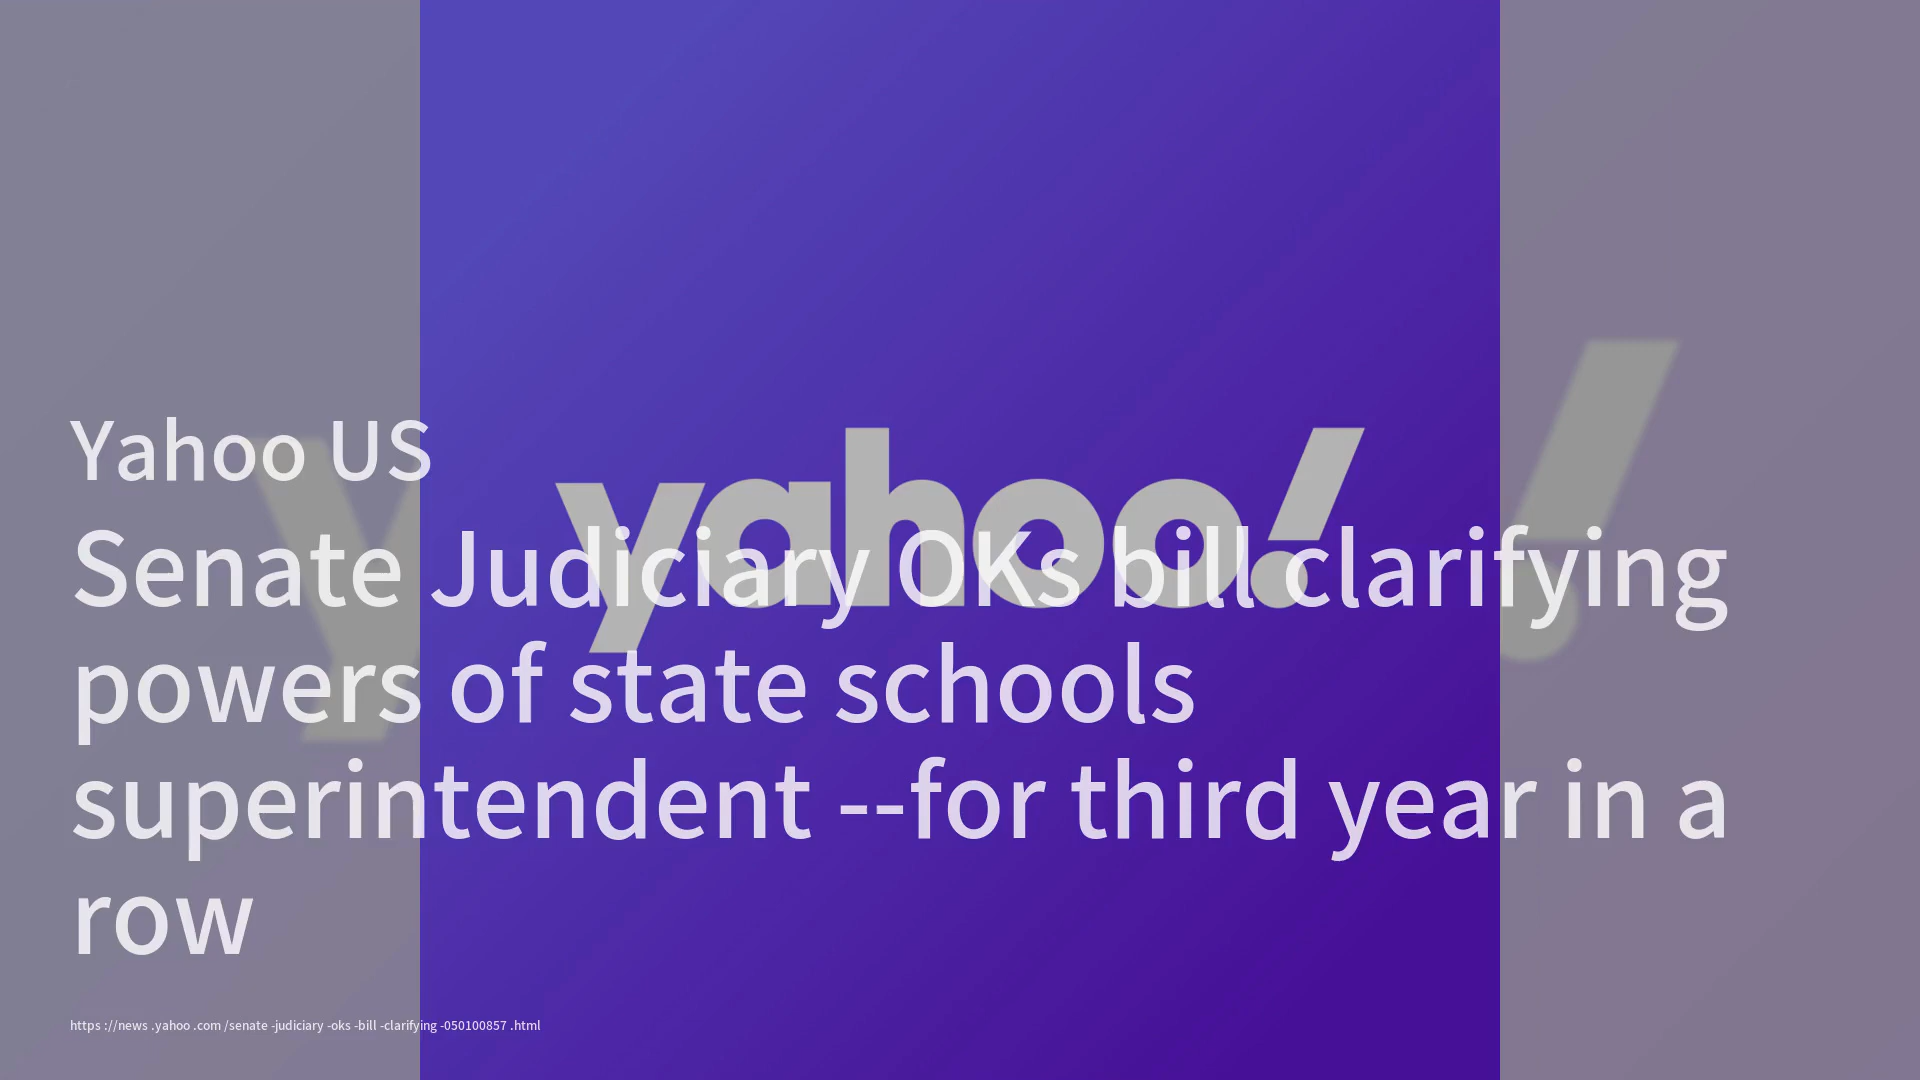 Yahoo US
yahoo!
Senate Judiciary OKs bill clarifying
powers of state schools
superintendent --for third year in a
row
https ://news .yahoo .com /senate -judiciary -oks -bill -clarifying -050100857 .html